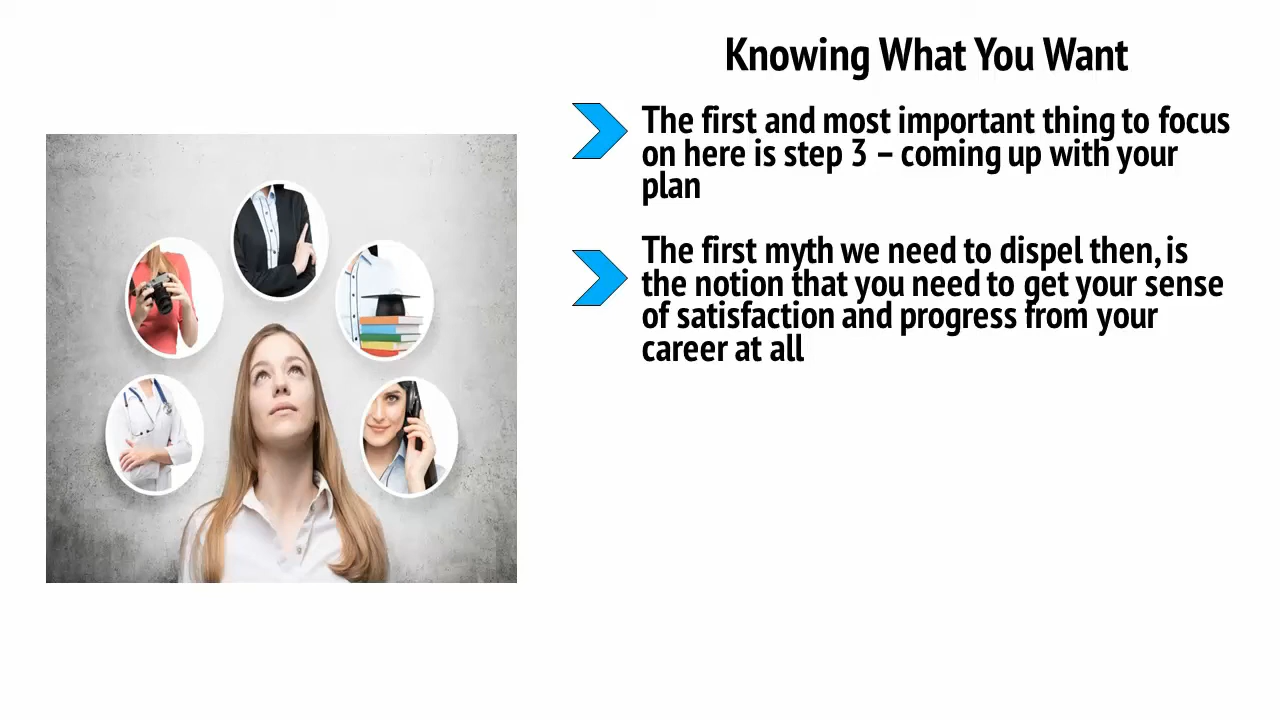 Knowing What You Want
The first and most important thing to focus
on here is step 3 – coming up with your
plan
The first myth we need to dispel then, is
the notion that you need to get your sense
of satisfaction and progress from your
career at all